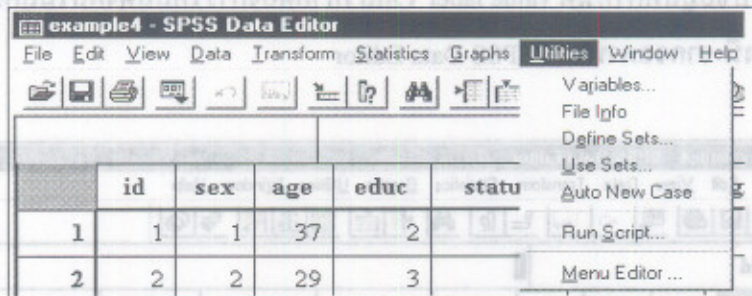 example4 - SPSS Data Editor
File Edit View Data Transform Statistics Graphs Utilities Window Help
Variables...
File Info
Define Sets...
Use Sets...
Auto New Case
Run Script...
Menu Editor ...
id sex age educ statu
1 1 1 37 2
2 2 2 29 3